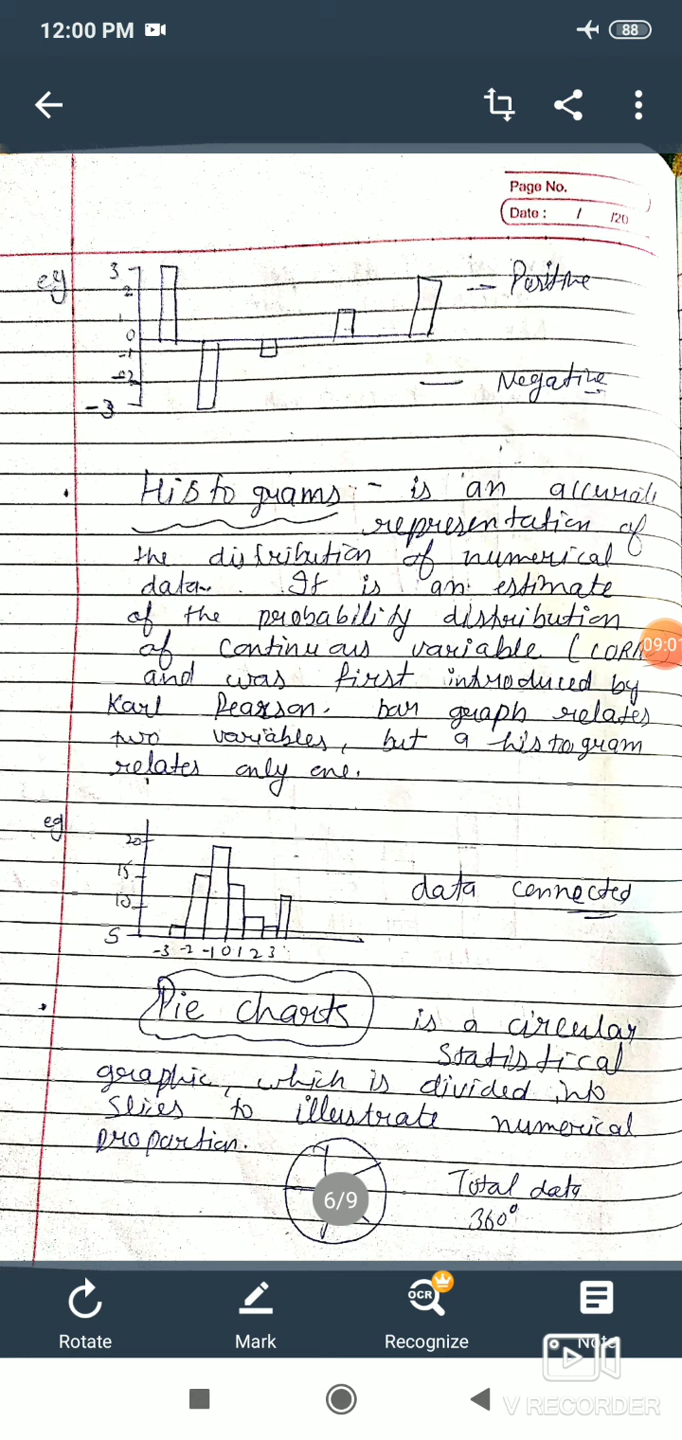 12:00 PM
88
Page No.
Date : / /20
eg
3
2
1
0
-1
-2
-3
— Positive
— Negative
Histograms - is an accurate
representation of
the distribution of numerical
data. It is an estimate
of the probability distribution
of continuous variable (CORAL)
09:01
and was first introduced by
Karl Pearson. bar graph relates
two variables, but a histogram
relates only one.
eg
20
15
10
5
-3 -2 -1 0 1 2 3
data connected
Pie charts is a circular
statistical
graphic, which is divided into
slices to illustrate numerical
proportion.
6/9
Total data
360°
OCR
Rotate
Mark
Recognize
Note
V RECORDER